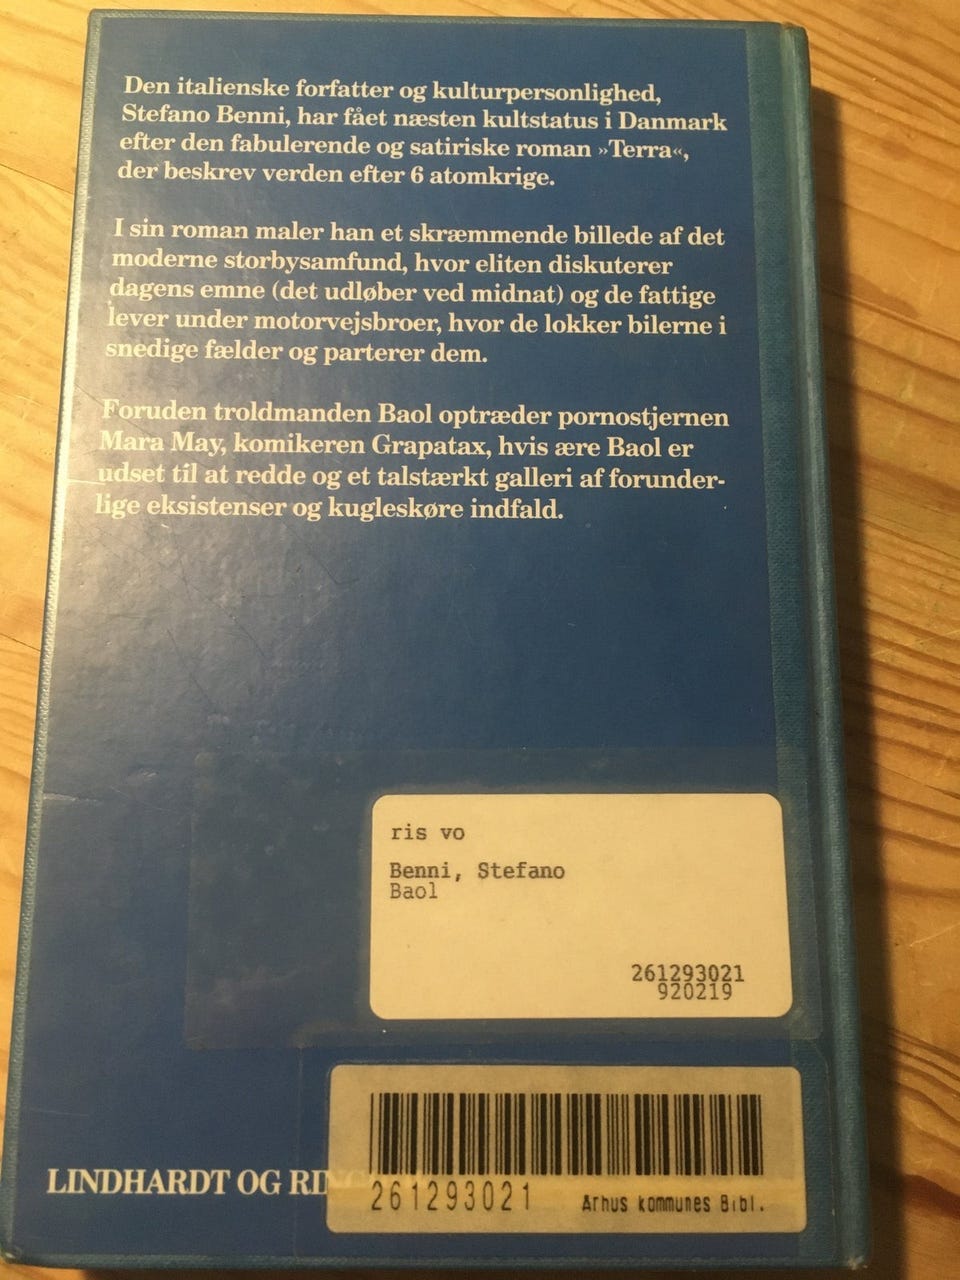 Den italienske forfatter og kulturpersonlighed,
Stefano Benni, har fået næsten kultstatus i Danmark
efter den fabulerende og satiriske roman »Terra«,
der beskrev verden efter 6 atomkrige.
I sin roman maler han et skræmmende billede af det
moderne storbysamfund, hvor eliten diskuterer
dagens emne (det udløber ved midnat) og de fattige
lever under motorvejsbroer, hvor de lokker bilerne i
snedige fælder og parterer dem.
Foruden troldmanden Baol optræder pornostjernen
Mara May, komikeren Grapatax, hvis ære Baol er
udset til at redde og et talstærkt galleri af forunder-
lige eksistenser og kugleskøre indfald.
ris vo
Benni, Stefano
Baol
261293021
920219
LINDHARDT OG
261293021 Århus kommunes Bibl.